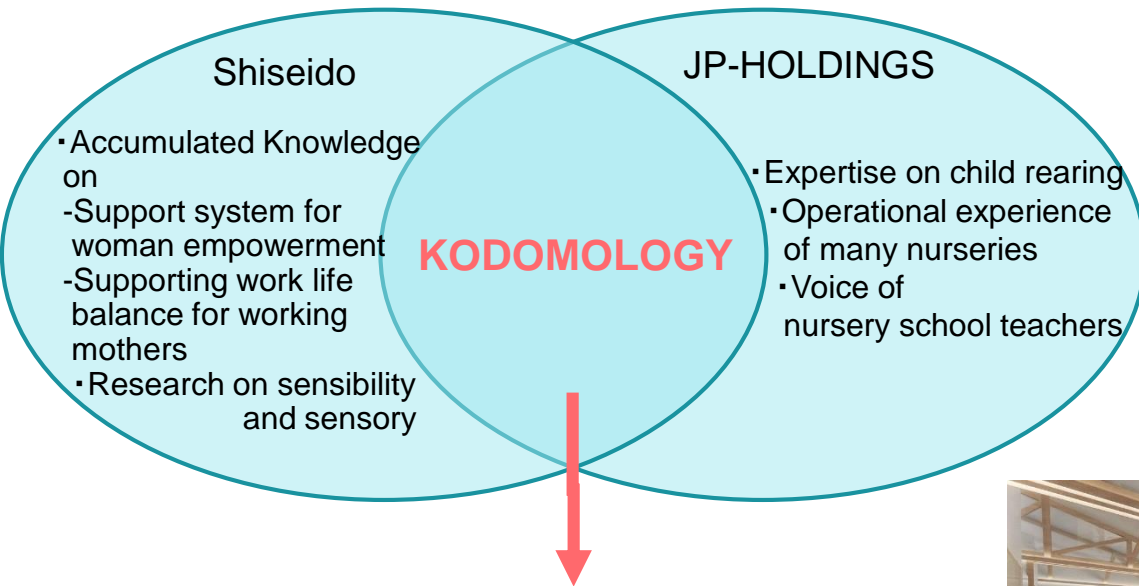 Shiseido
・Accumulated Knowledge
on
-Support system for
woman empowerment
-Supporting work life
balance for working
mothers
・Research on sensibility
and sensory
KODOMOLOGY
JP-HOLDINGS
・Expertise on child rearing
・Operational experience
of many nurseries
・Voice of
nursery school teachers